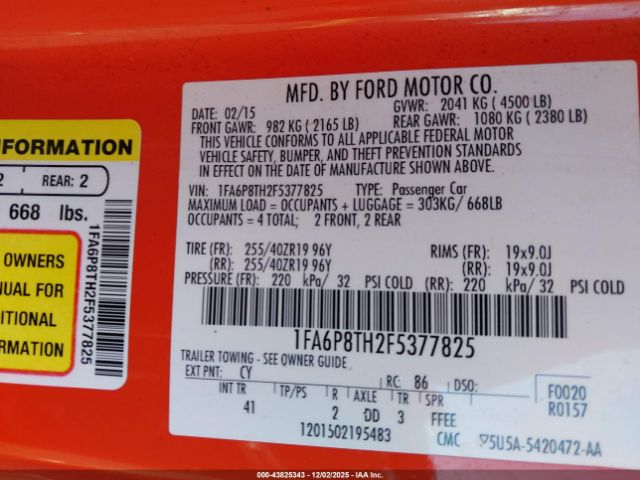 MFD. BY FORD MOTOR CO.
DATE: 02/15 GVWR: 2041 KG ( 4500 LB)
FRONT GAWR: 982 KG ( 2165 LB) REAR GAWR: 1080 KG ( 2380 LB)
THIS VEHICLE CONFORMS TO ALL APPLICABLE FEDERAL MOTOR
VEHICLE SAFETY, BUMPER, AND THEFT PREVENTION STANDARDS
IN EFFECT ON THE DATE OF MANUFACTURE SHOWN ABOVE.
VIN: 1FA6P8TH2F5377825 TYPE: Passenger Car
MAXIMUM LOAD = OCCUPANTS + LUGGAGE = 303KG/ 668LB
OCCUPANTS = 4 TOTAL; 2 FRONT, 2 REAR
TIRE (FR): 255/40ZR19 96Y RIMS (FR): 19x9.0J
(RR): 255/40ZR19 96Y (RR): 19x9.0J
PRESSURE (FR): 220 kPa/ 32 PSI COLD (RR): 220 kPa/ 32 PSI COLD
1FA6P8TH2F5377825
TRAILER TOWING - SEE OWNER GUIDE
EXT PNT: CY RC: 86 DSO: F0020
R0157
INT TR TP/PS R AXLE TR SPR
41 2 DD 3 FFEE
1201502195483
CMC 5U5A-5420472-AA
INFORMATION
2 REAR: 2
668 lbs.
OWNERS
NUAL FOR
ITIONAL
FORMATION
1FA6P8TH2F5377825
000-43825343 - 12/02/2025 - IAA Inc.